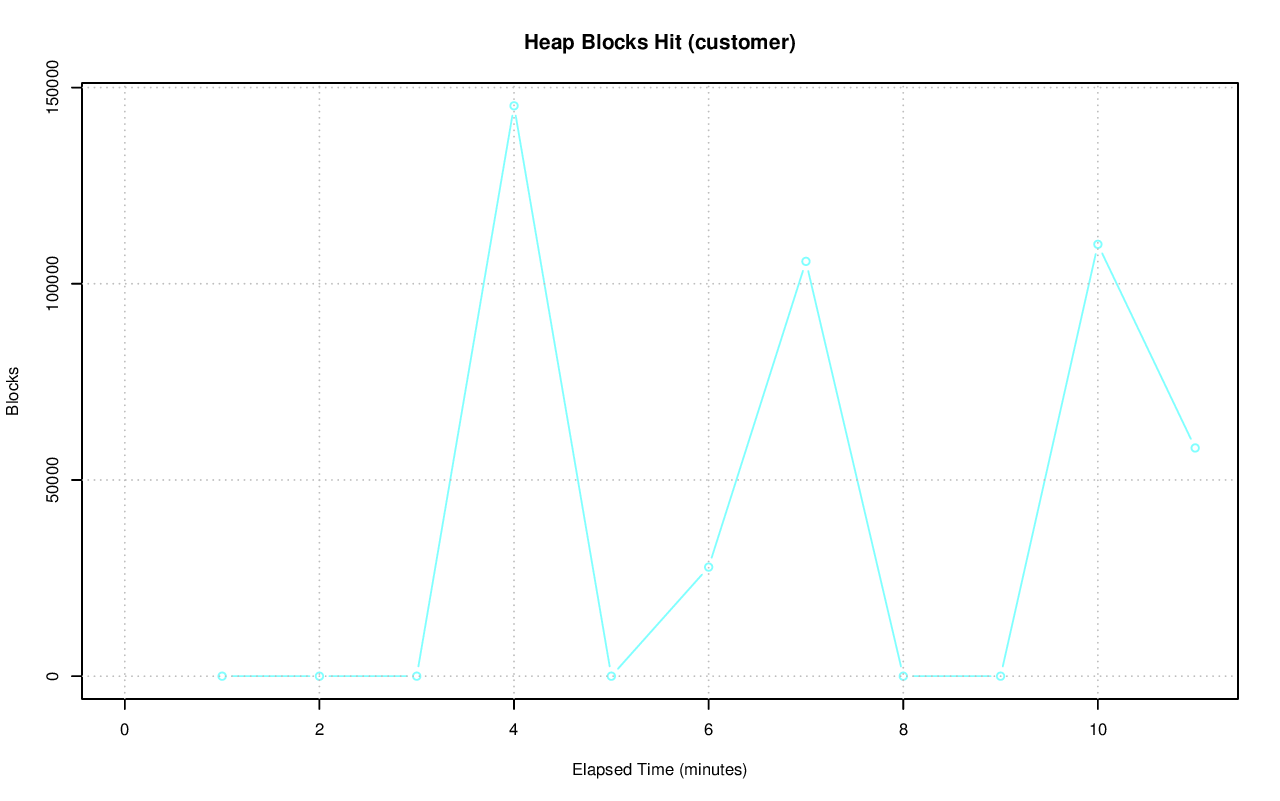 Heap Blocks Hit (customer)
150000
100000
50000
0
Blocks
0 2 4 6 8 10
Elapsed Time (minutes)